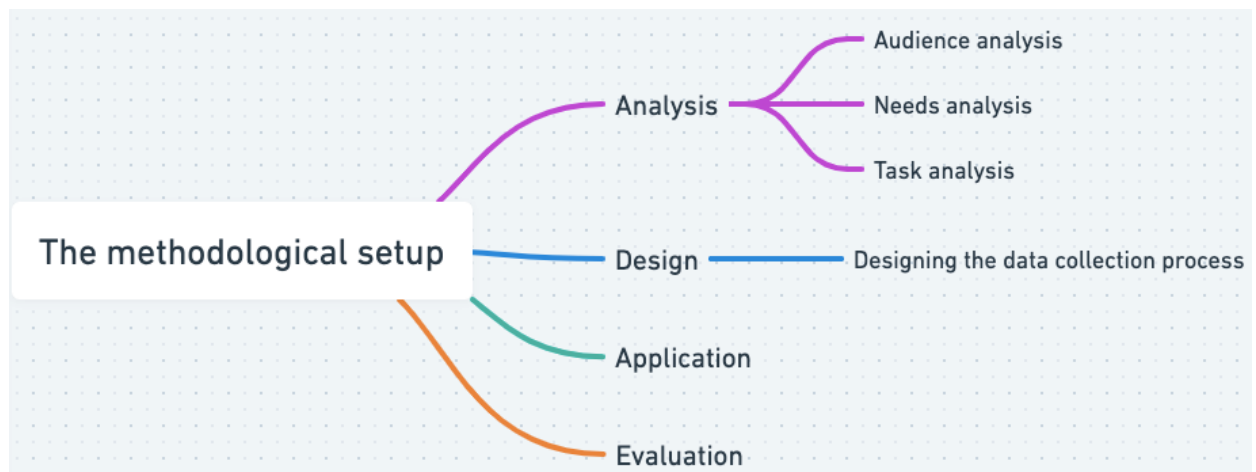 The methodological setup
Analysis
Audience analysis
Needs analysis
Task analysis
Design
Designing the data collection process
Application
Evaluation